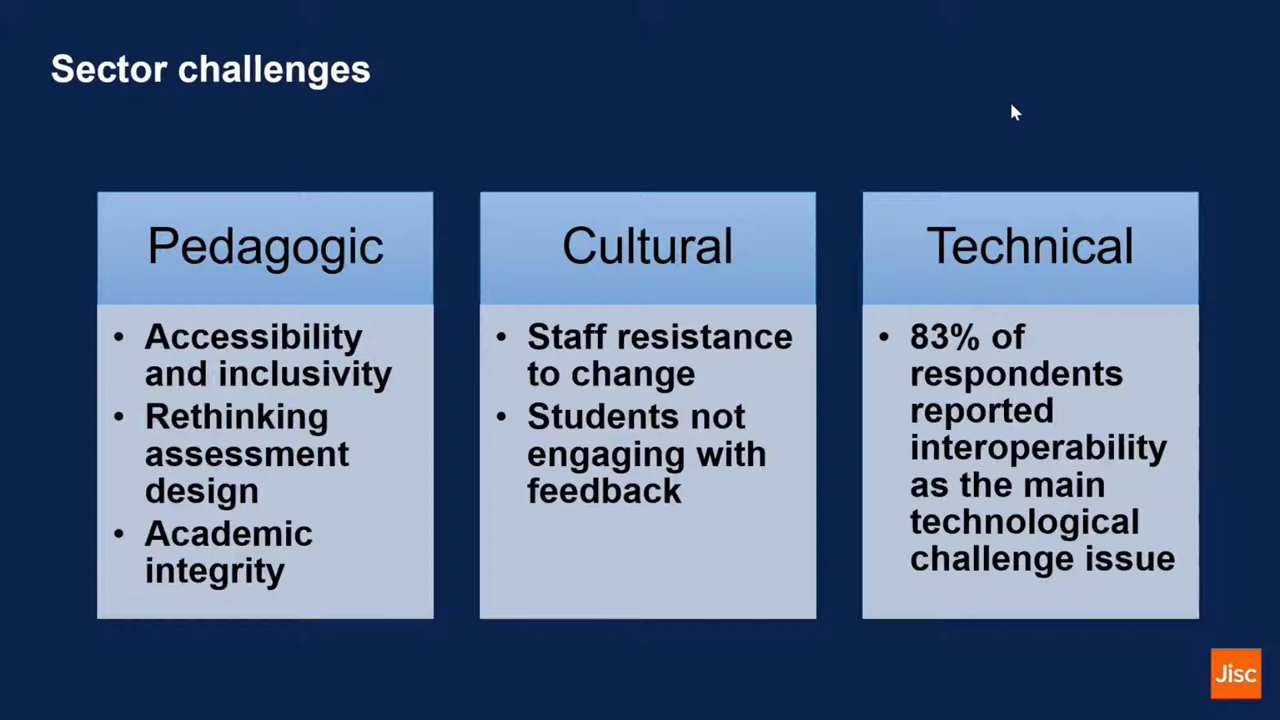 Sector challenges
Pedagogic
• Accessibility
and inclusivity
• Rethinking
assessment
design
• Academic
integrity
Cultural
• Staff resistance
to change
• Students not
engaging with
feedback
Technical
• 83% of
respondents
reported
interoperability
as the main
technological
challenge issue
Jisc